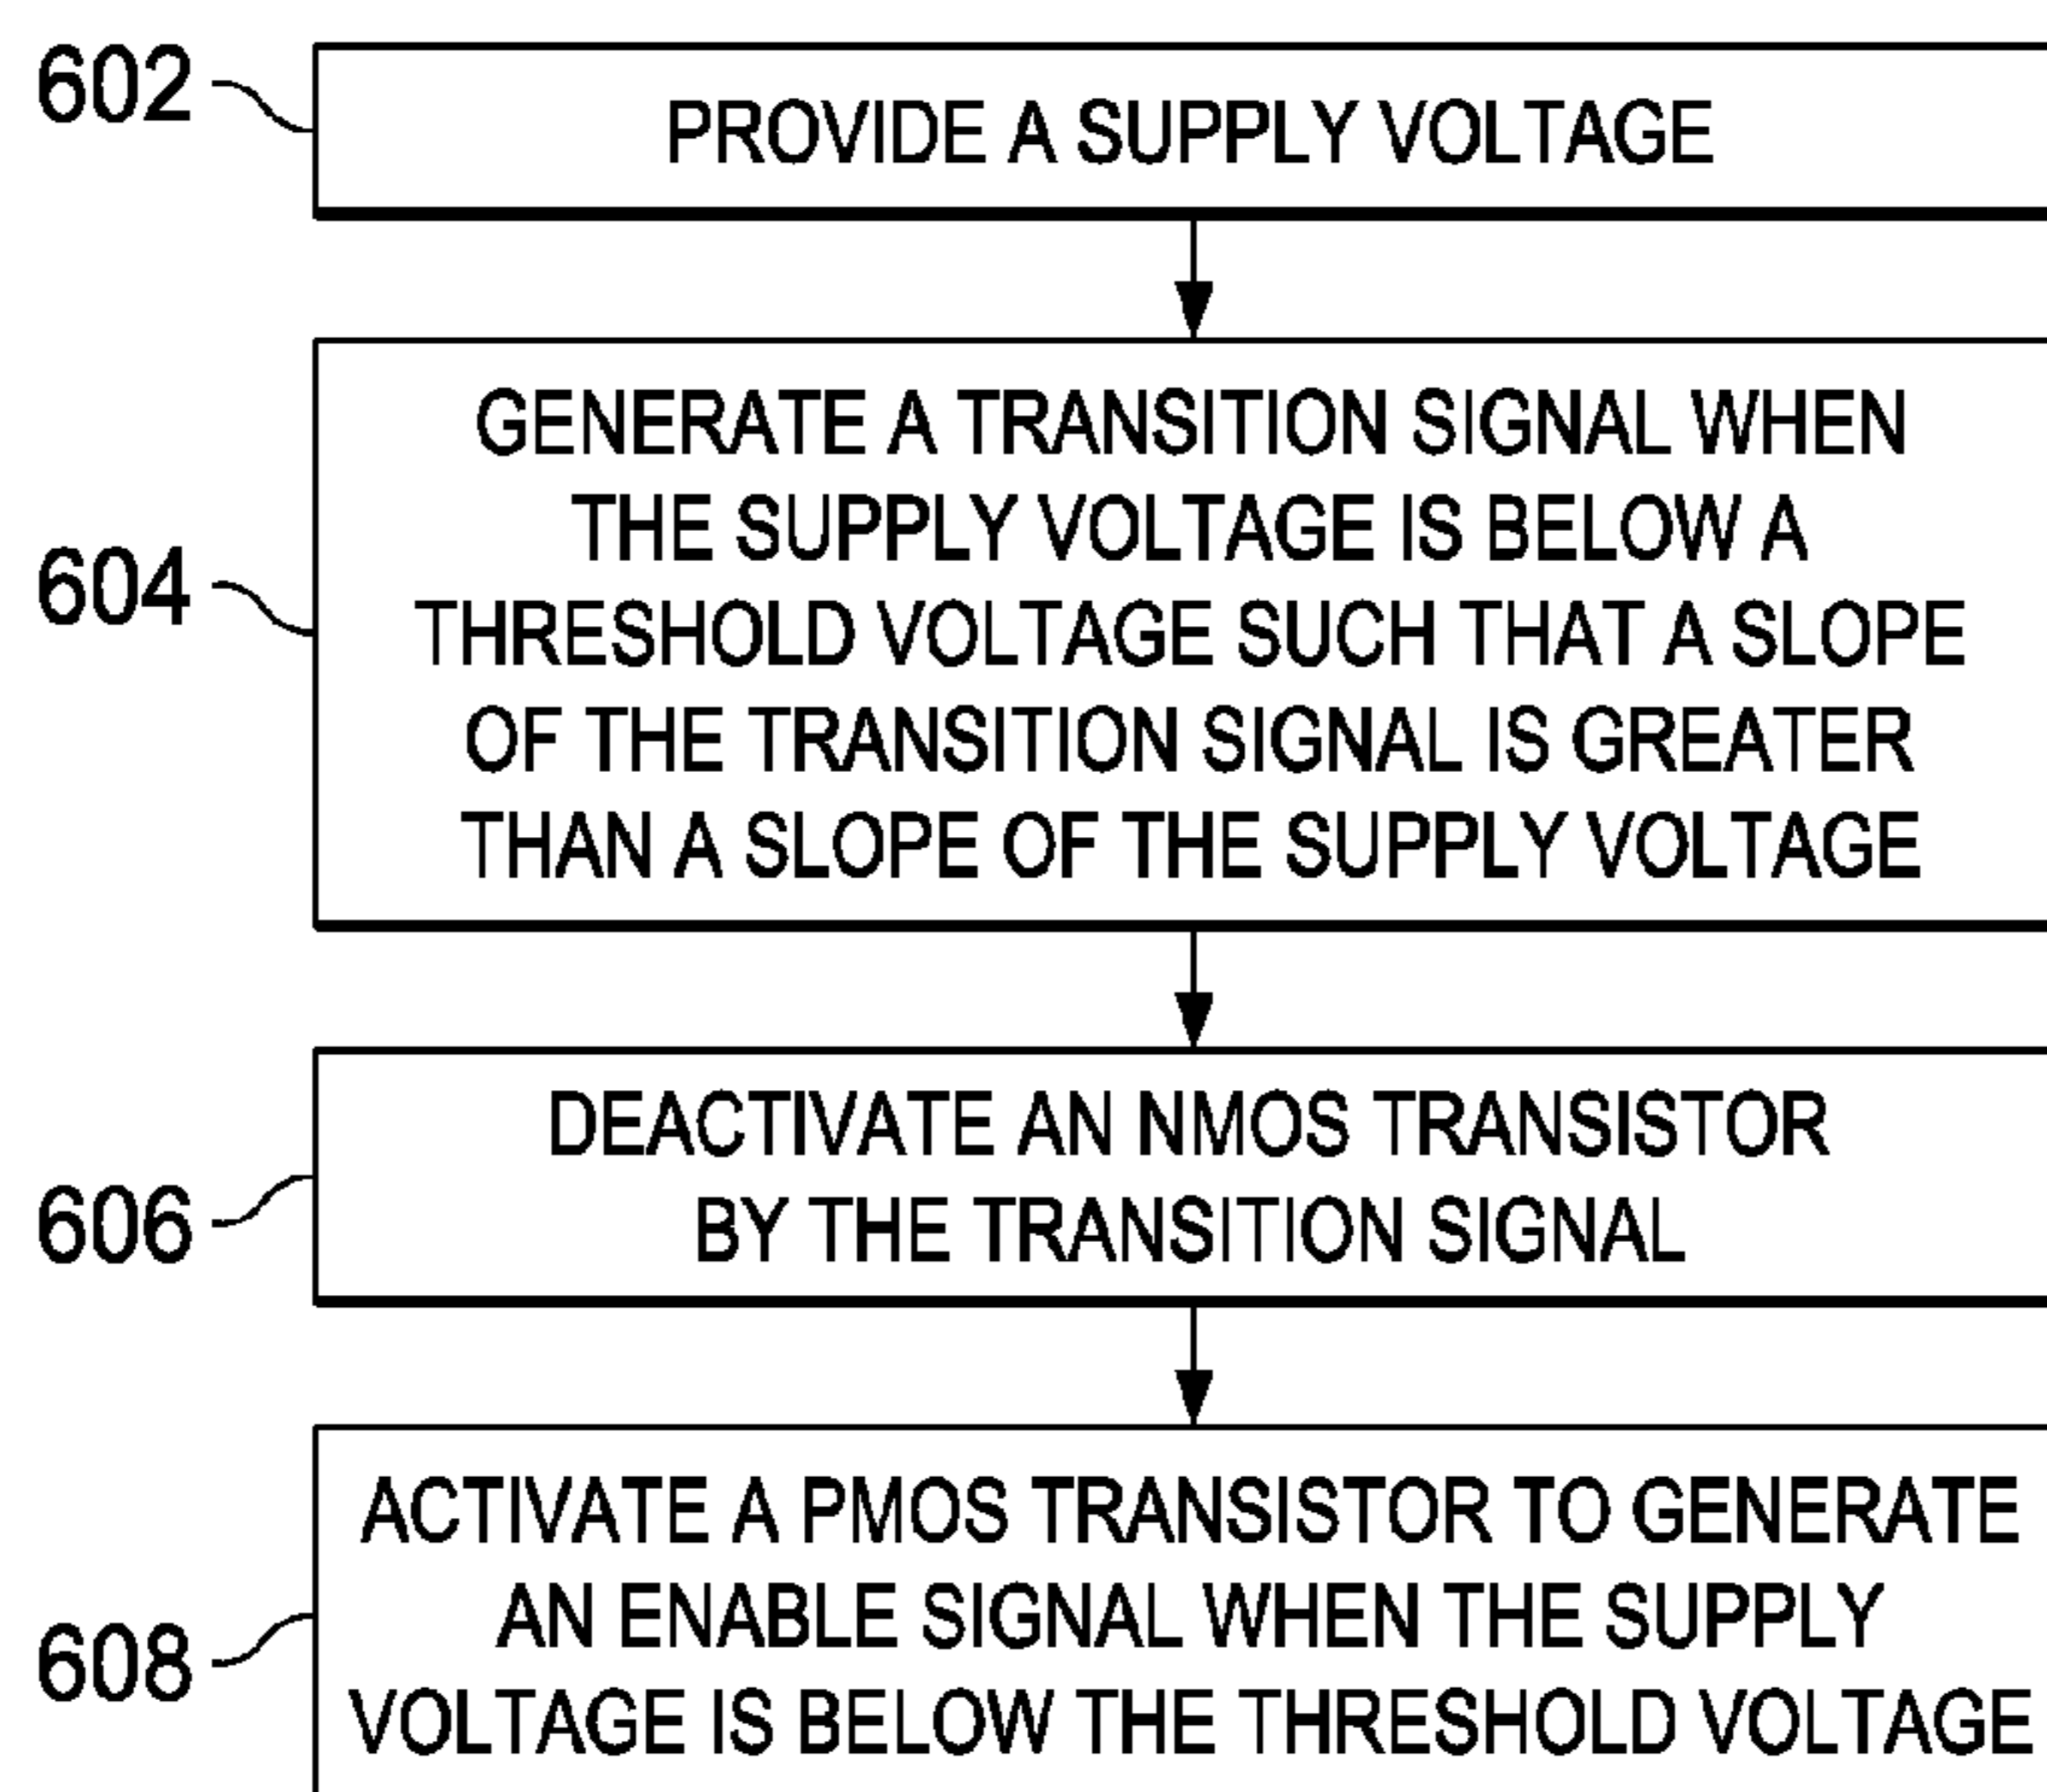 602
PROVIDE A SUPPLY VOLTAGE
604
GENERATE A TRANSITION SIGNAL WHEN
THE SUPPLY VOLTAGE IS BELOW A
THRESHOLD VOLTAGE SUCH THAT A SLOPE
OF THE TRANSITION SIGNAL IS GREATER
THAN A SLOPE OF THE SUPPLY VOLTAGE
606
DEACTIVATE AN NMOS TRANSISTOR
BY THE TRANSITION SIGNAL
608
ACTIVATE A PMOS TRANSISTOR TO GENERATE
AN ENABLE SIGNAL WHEN THE SUPPLY
VOLTAGE IS BELOW THE THRESHOLD VOLTAGE